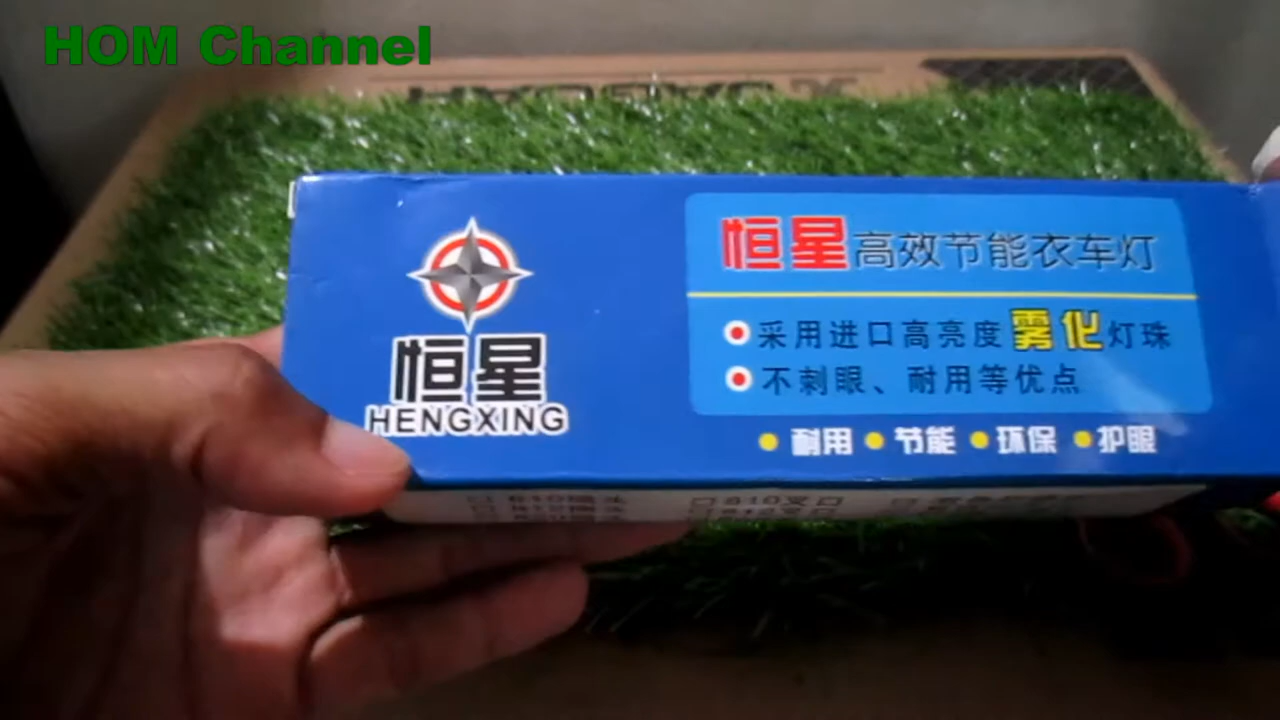 HOM Channel
恒星
HENGXING
恒星高效节能衣车灯
采用进口高亮度雾化灯珠
不刺眼、耐用等优点
耐用 节能 环保 护眼